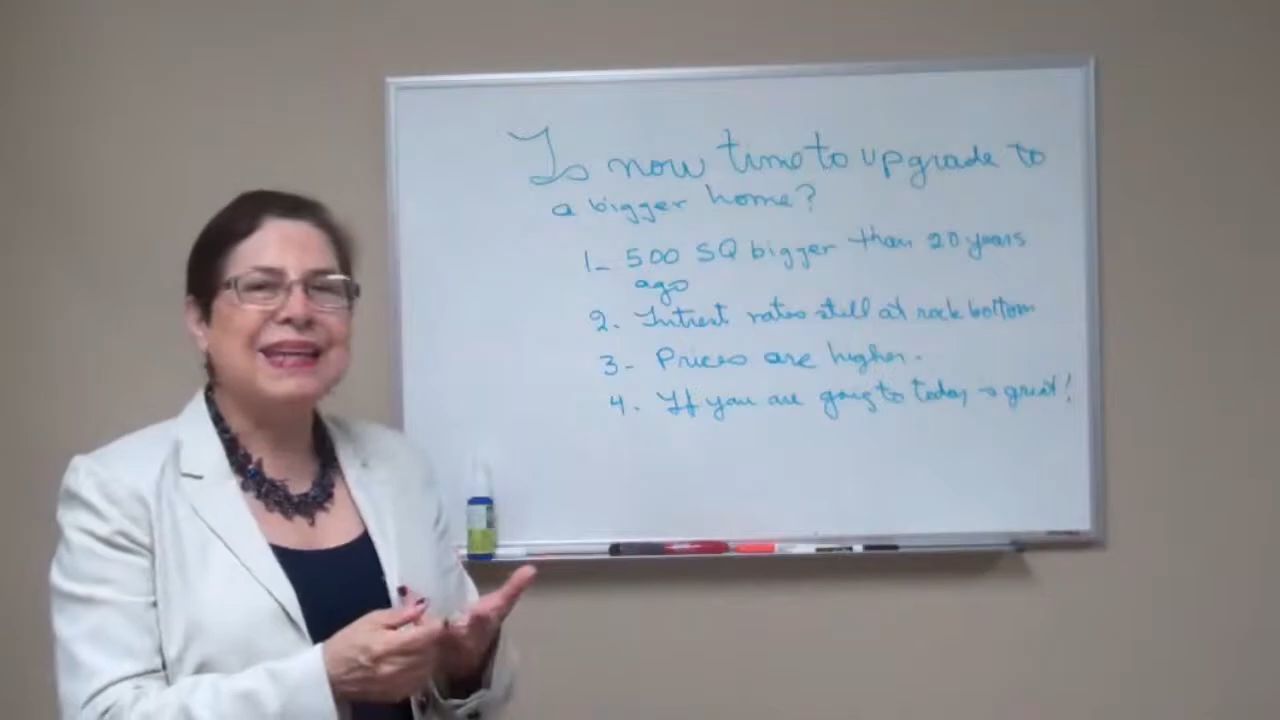 Is now time to upgrade to
a bigger home?
1- 500 SQ bigger than 20 years
ago
2. Intrest rates still at rock bottom
3- Prices are higher.
4. If you are going to today is great!